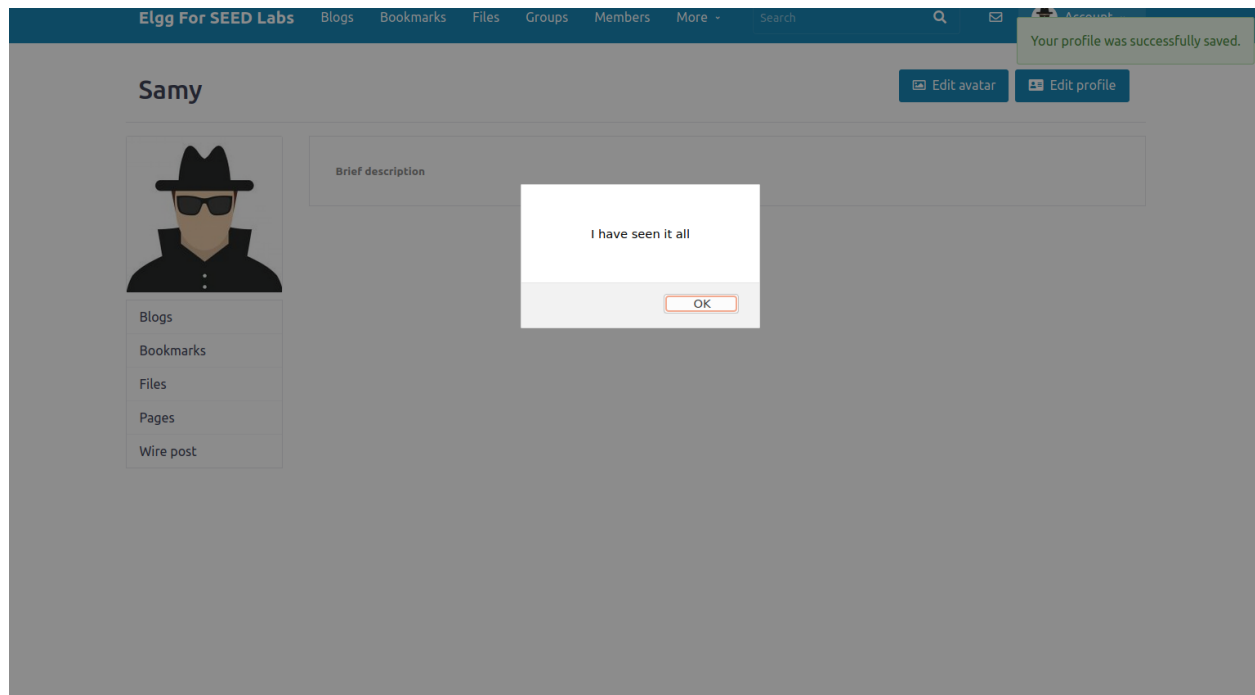 Elgg For SEED Labs Blogs Bookmarks Files Groups Members More Search Account
Your profile was successfully saved.
Samy
Edit avatar Edit profile
Brief description
I have seen it all
OK
Blogs
Bookmarks
Files
Pages
Wire post